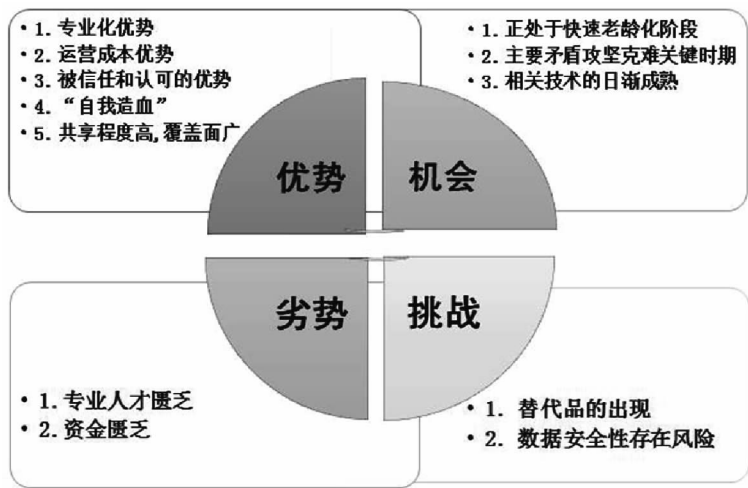 1. 专业化优势
2. 运营成本优势
3. 被信任和认可的优势
4. “自我造血”
5. 共享程度高,覆盖面广
1. 正处于快速老龄化阶段
2. 主要矛盾攻坚克难关键时期
3. 相关技术的日渐成熟
优势
机会
劣势
挑战
1. 专业人才匮乏
2. 资金匮乏
1. 替代品的出现
2. 数据安全性存在风险